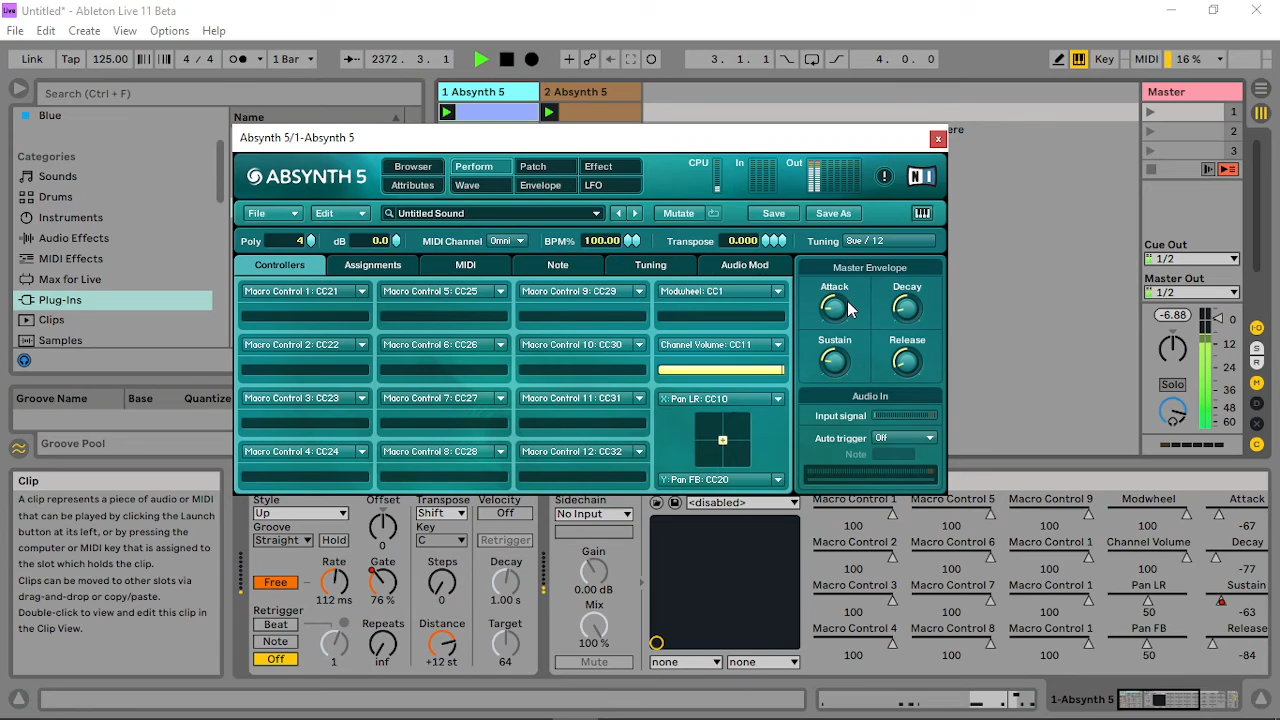 Live Untitled* - Ableton Live 11 Beta
File Edit Create View Options Help
Link Tap 125.00 4 / 4 1 Bar 2372. 3. 1 3. 1. 1 4. 0. 0 Key MIDI 16 %
Search (Ctrl + F)
1 Absynth 5 2 Absynth 5 Master
Blue
Name
1
2
3
ere
Categories
Sounds
Drums
Instruments
Audio Effects
MIDI Effects
Max for Live
Plug-Ins
Clips
Samples
Groove Name Base Quantize
Groove Pool
Clip
A clip represents a piece of audio or MIDI
that can be played by clicking the Launch
button at its left, or by pressing the
computer or MIDI key that is assigned to
the slot which holds the clip.
Clips can be moved to other slots via
drag-and-drop or copy/paste.
Double-click to view and edit this clip in
the Clip View.
Absynth 5/1-Absynth 5 x
ABSYNTH 5
Browser Perform Patch Effect
Attributes Wave Envelope LFO
CPU In Out ! NI
File Edit Untitled Sound Mutate Save Save As
Poly 4 dB 0.0 MIDI Channel Omni BPM% 100.00 Transpose 0.000 Tuning 8ve / 12
Controllers Assignments MIDI Note Tuning Audio Mod
Macro Control 1: CC21 Macro Control 5: CC25 Macro Control 9: CC29 Modwheel: CC1
Macro Control 2: CC22 Macro Control 6: CC26 Macro Control 10: CC30 Channel Volume: CC11
Macro Control 3: CC23 Macro Control 7: CC27 Macro Control 11: CC31 X: Pan LR: CC10
Macro Control 4: CC24 Macro Control 8: CC28 Macro Control 12: CC32
Y: Pan FB: CC20
Master Envelope
Attack Decay
Sustain Release
Audio In
Input signal
Auto trigger Off
Note
Cue Out
1/2
Master Out
1/2
-6.88 0
12
24
36
48
60
Solo
S
R
M
D
X
C
Style
Up
Groove
Straight Hold
Offset
0
Transpose
Shift
Key
C
Velocity
Off
Retrigger
Free
Rate
112 ms
Gate
76 %
Steps
0
Decay
1.00 s
Retrigger
Beat
Note
Off
1
Repeats
inf
Distance
+12 st
Target
64
Sidechain
No Input
Gain
0.00 dB
Mix
100 %
Mute
<disabled>
none none
Macro Control 1 Macro Control 5 Macro Control 9 Modwheel Attack
100 100 100 100 -67
Macro Control 2 Macro Control 6 Macro Control 1 Channel Volume Decay
100 100 100 100 -77
Macro Control 3 Macro Control 7 Macro Control 1 Pan LR Sustain
100 100 100 50 -63
Macro Control 4 Macro Control 8 Macro Control 1 Pan FB Release
100 100 100 50 -84
1-Absynth 5